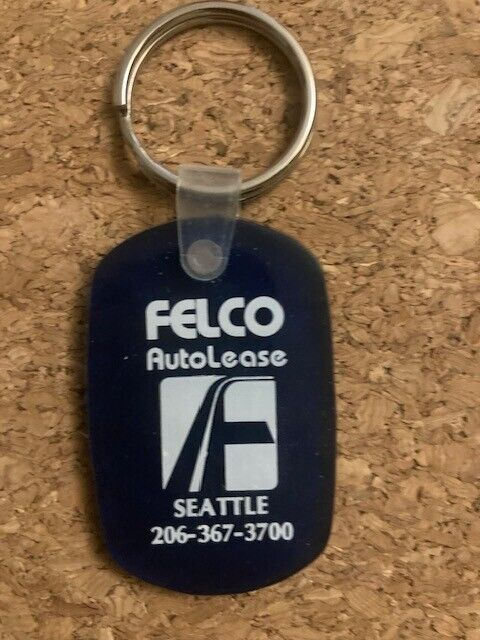 FELCO
AutoLease
F
SEATTLE
206-367-3700